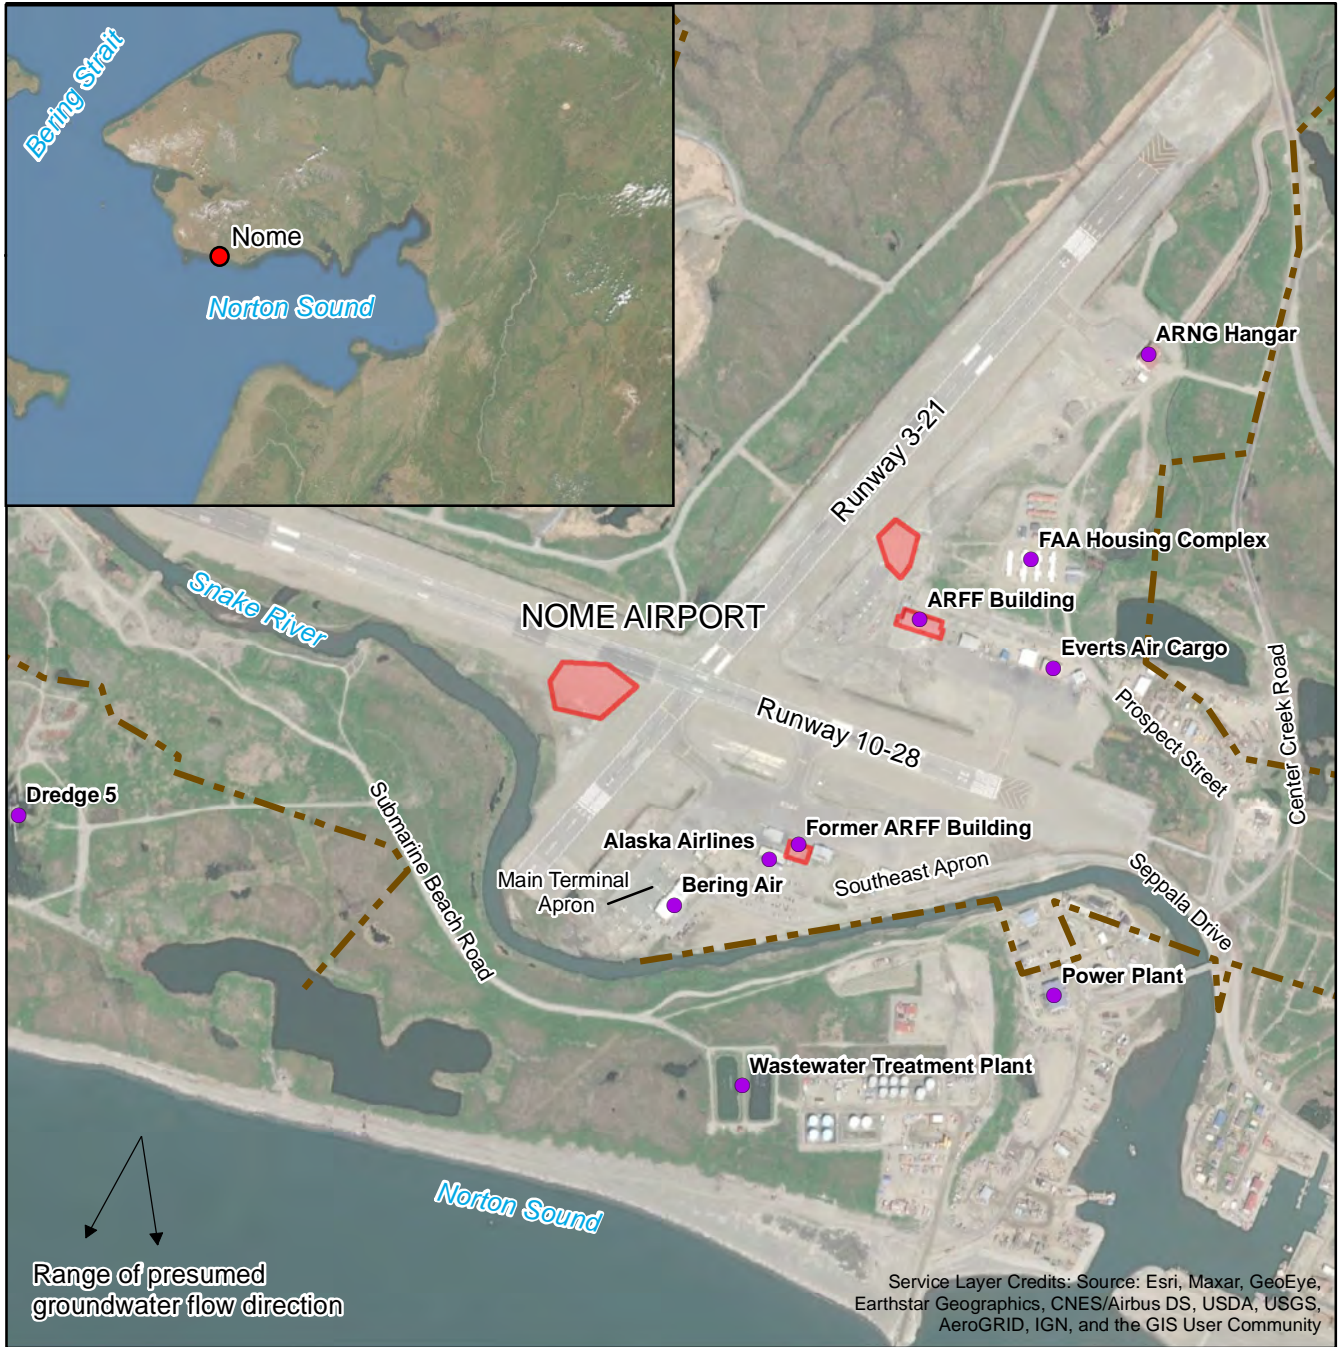 Bering Strait
Nome
Norton Sound
ARNG Hangar
Runway 3-21
FAA Housing Complex
Snake River
NOME AIRPORT
ARFF Building
Everts Air Cargo
Runway 10-28
Prospect Street
Center Creek Road
Dredge 5
Submarine Beach Road
Former ARFF Building
Alaska Airlines
Main Terminal
Apron
Bering Air
Southeast Apron
Seppala Drive
Power Plant
Wastewater Treatment Plant
Norton Sound
Range of presumed
groundwater flow direction
Service Layer Credits: Source: Esri, Maxar, GeoEye,
Earthstar Geographics, CNES/Airbus DS, USDA, USGS,
AeroGRID, IGN, and the GIS User Community